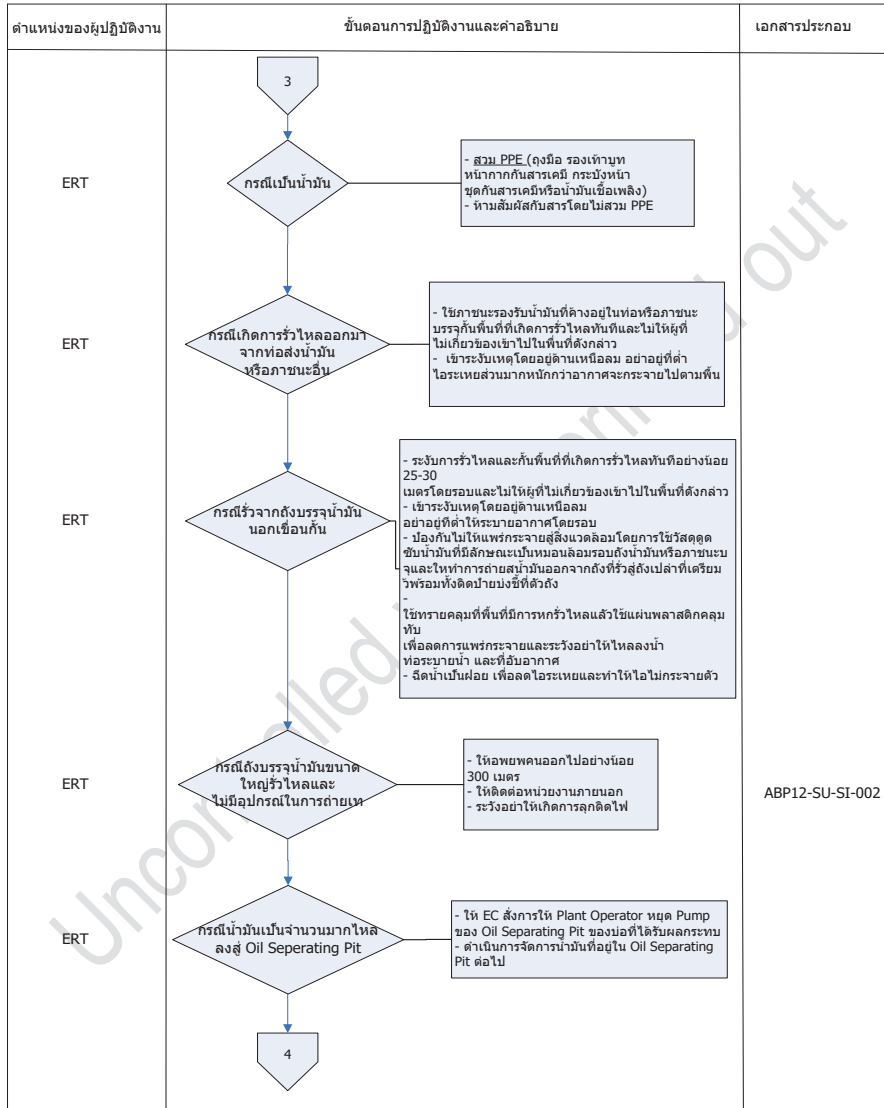 ตำแหน่งของผู้ปฏิบัติงาน
ขั้นตอนการปฏิบัติงานและคำอธิบาย
เอกสารประกอบ
3
ERT
กรณีเป็นน้ำมัน
- สวม PPE (ถุงมือ รองเท้าบูท
หน้ากากกันสารเคมี กระบังหน้า
ชุดกันสารเคมีหรือน้ำมันเชื้อเพลิง)
- ห้ามสัมผัสกับสารโดยไม่สวม PPE
ERT
กรณีเกิดการรั่วไหลออกมา
จากท่อส่งน้ำมัน
หรือภาชนะอื่น
- ใช้ภาชนะรองรับน้ำมันที่ค้างอยู่ในท่อหรือภาชนะ
บรรจุกั้นพื้นที่ที่เกิดการรั่วไหลทันทีและไม่ให้ผู้ที่
ไม่เกี่ยวข้องเข้าไปในพื้นที่ดังกล่าว
- เข้าระงับเหตุโดยอยู่ด้านเหนือลม อย่าอยู่ที่ต่ำ
ไอระเหยส่วนมากหนักกว่าอากาศจะกระจายไปตามพื้น
ERT
กรณีรั่วจากถังบรรจุน้ำมัน
นอกเขื่อนกั้น
- ระงับการรั่วไหลและกั้นพื้นที่ที่เกิดการรั่วไหลทันทีอย่างน้อย
25-30
เมตรโดยรอบและไม่ให้ผู้ที่ไม่เกี่ยวข้องเข้าไปในพื้นที่ดังกล่าว
- เข้าระงับเหตุโดยอยู่ด้านเหนือลม
อย่าอยู่ที่ต่ำให้ระบายอากาศโดยรอบ
- ป้องกันไม่ให้แพร่กระจายสู่สิ่งแวดล้อมโดยการใช้วัสดุดูด
ซับน้ำมันที่มีลักษณะเป็นหมอนล้อมรอบถังน้ำมันหรือภาชนะบ
จุและให้ทำการถ่ายสน้ำมันออกจากถังที่รั่วสู่ถังเปล่าที่เตรียม
ว้พร้อมทั้งติดป้ายบ่งชี้ที่ตัวถัง
-
ใช้ทรายคลุมที่พื้นที่มีการหกรั่วไหลแล้วใช้แผ่นพลาสติกคลุม
ทับ
เพื่อลดการแพร่กระจายและระวังอย่าให้ไหลลงน้ำ
ท่อระบายน้ำ และที่อับอากาศ
- ฉีดน้ำเป็นฝอย เพื่อลดไอระเหยและทำให้ไอไม่กระจายตัว
ERT
กรณีถังบรรจุน้ำมันขนาด
ใหญ่รั่วไหลและ
ไม่มีอุปกรณ์ในการถ่ายเท
- ให้อพยพคนออกไปอย่างน้อย
300 เมตร
- ให้ติดต่อหน่วยงานภายนอก
- ระวังอย่าให้เกิดการลุกติดไฟ
ABP12-SU-SI-002
ERT
กรณีน้ำมันเป็นจำนวนมากไหล
ลงสู่ Oil Seperating Pit
- ให้ EC สั่งการให้ Plant Operator หยุด Pump
ของ Oil Separating Pit ของบ่อที่ได้รับผลกระทบ
- ดำเนินการจัดการน้ำมันที่อยู่ใน Oil Separating
Pit ต่อไป
4